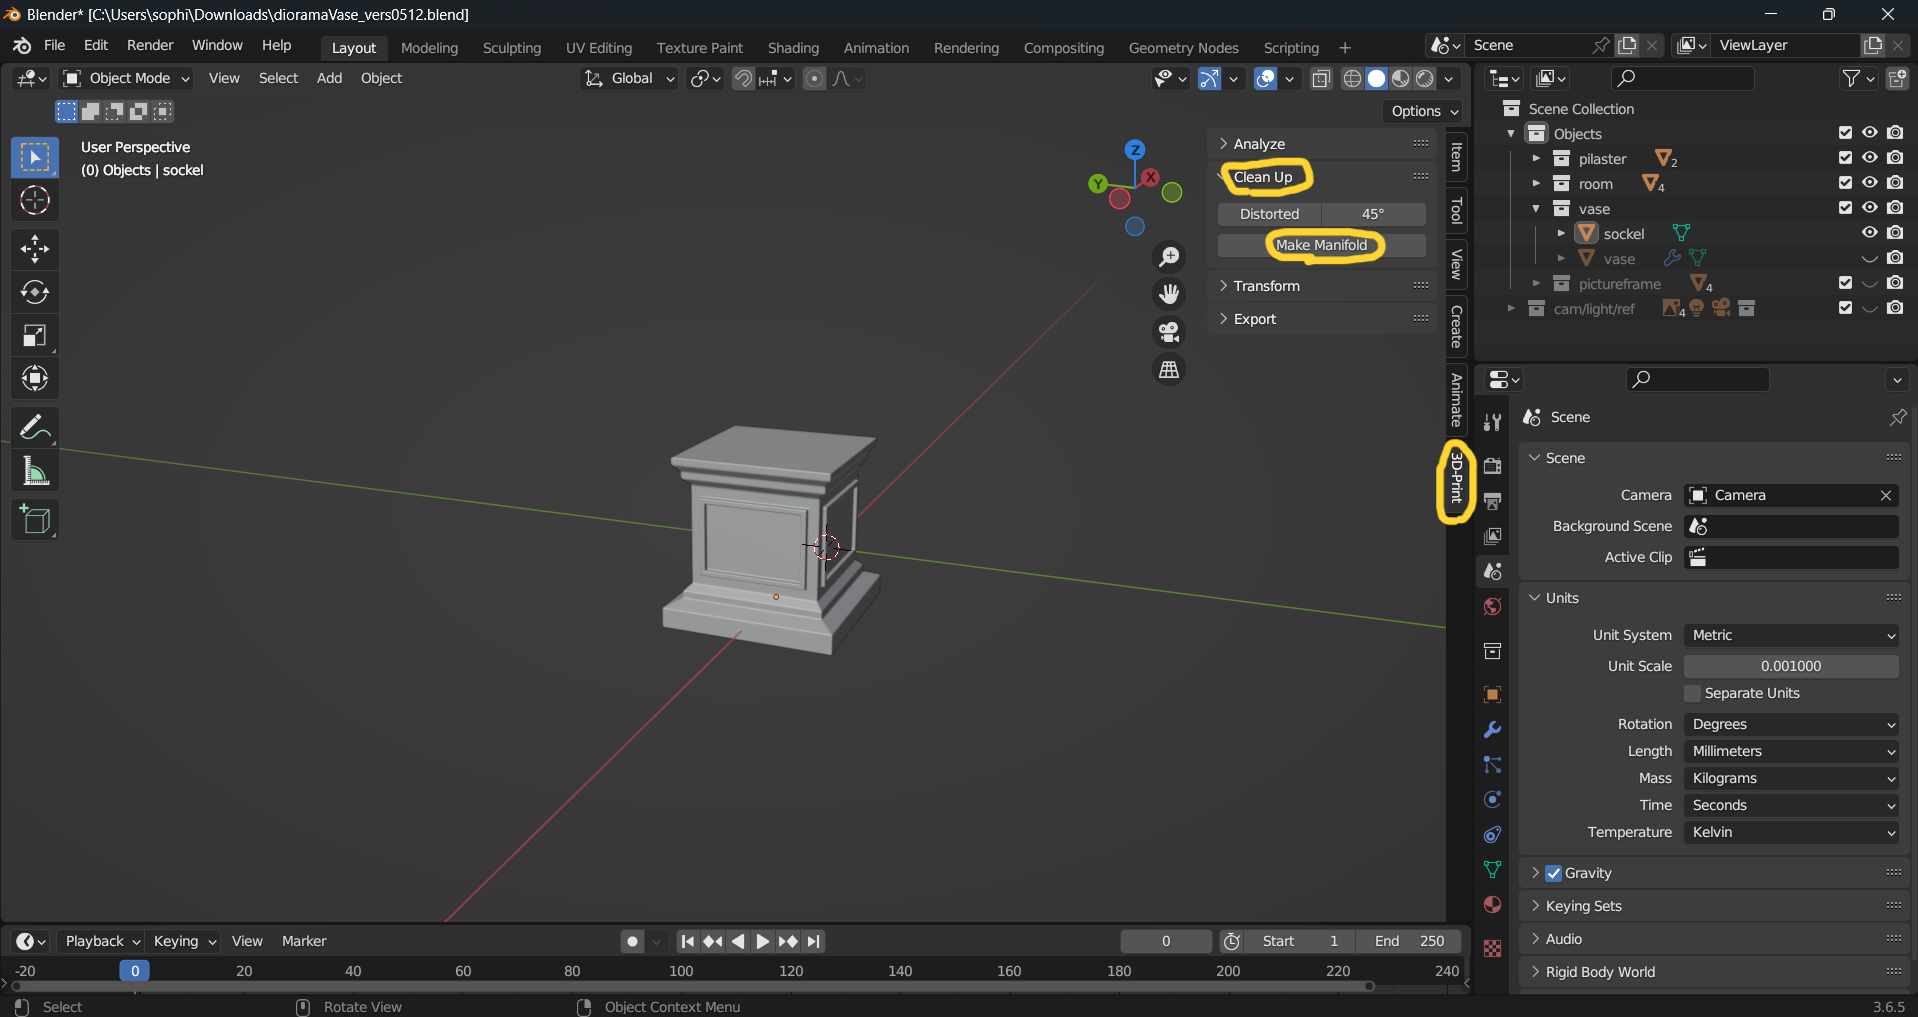 Blender* [C:\Users\sophi\Downloads\dioramaVase_vers0512.blend]
File Edit Render Window Help Layout Modeling Sculpting UV Editing Texture Paint Shading Animation Rendering Compositing Geometry Nodes Scripting + Scene ViewLayer
Object Mode View Select Add Object Global
Options
User Perspective
(0) Objects | sockel
Z
Y
X
Analyze
Clean Up
Distorted 45°
Make Manifold
Transform
Export
Item
Tool
View
Create
Animate
3D-Print
Scene Collection
Objects
pilaster 2
room 4
vase
sockel
vase
pictureframe 4
cam/light/ref 4
Scene
Scene
Camera Camera
Background Scene
Active Clip
Units
Unit System Metric
Unit Scale 0.001000
Separate Units
Rotation Degrees
Length Millimeters
Mass Kilograms
Time Seconds
Temperature Kelvin
Gravity
Keying Sets
Audio
Rigid Body World
Playback Keying View Marker 0 Start 1 End 250
-20 0 20 40 60 80 100 120 140 160 180 200 220 240
Select Rotate View Object Context Menu 3.6.5